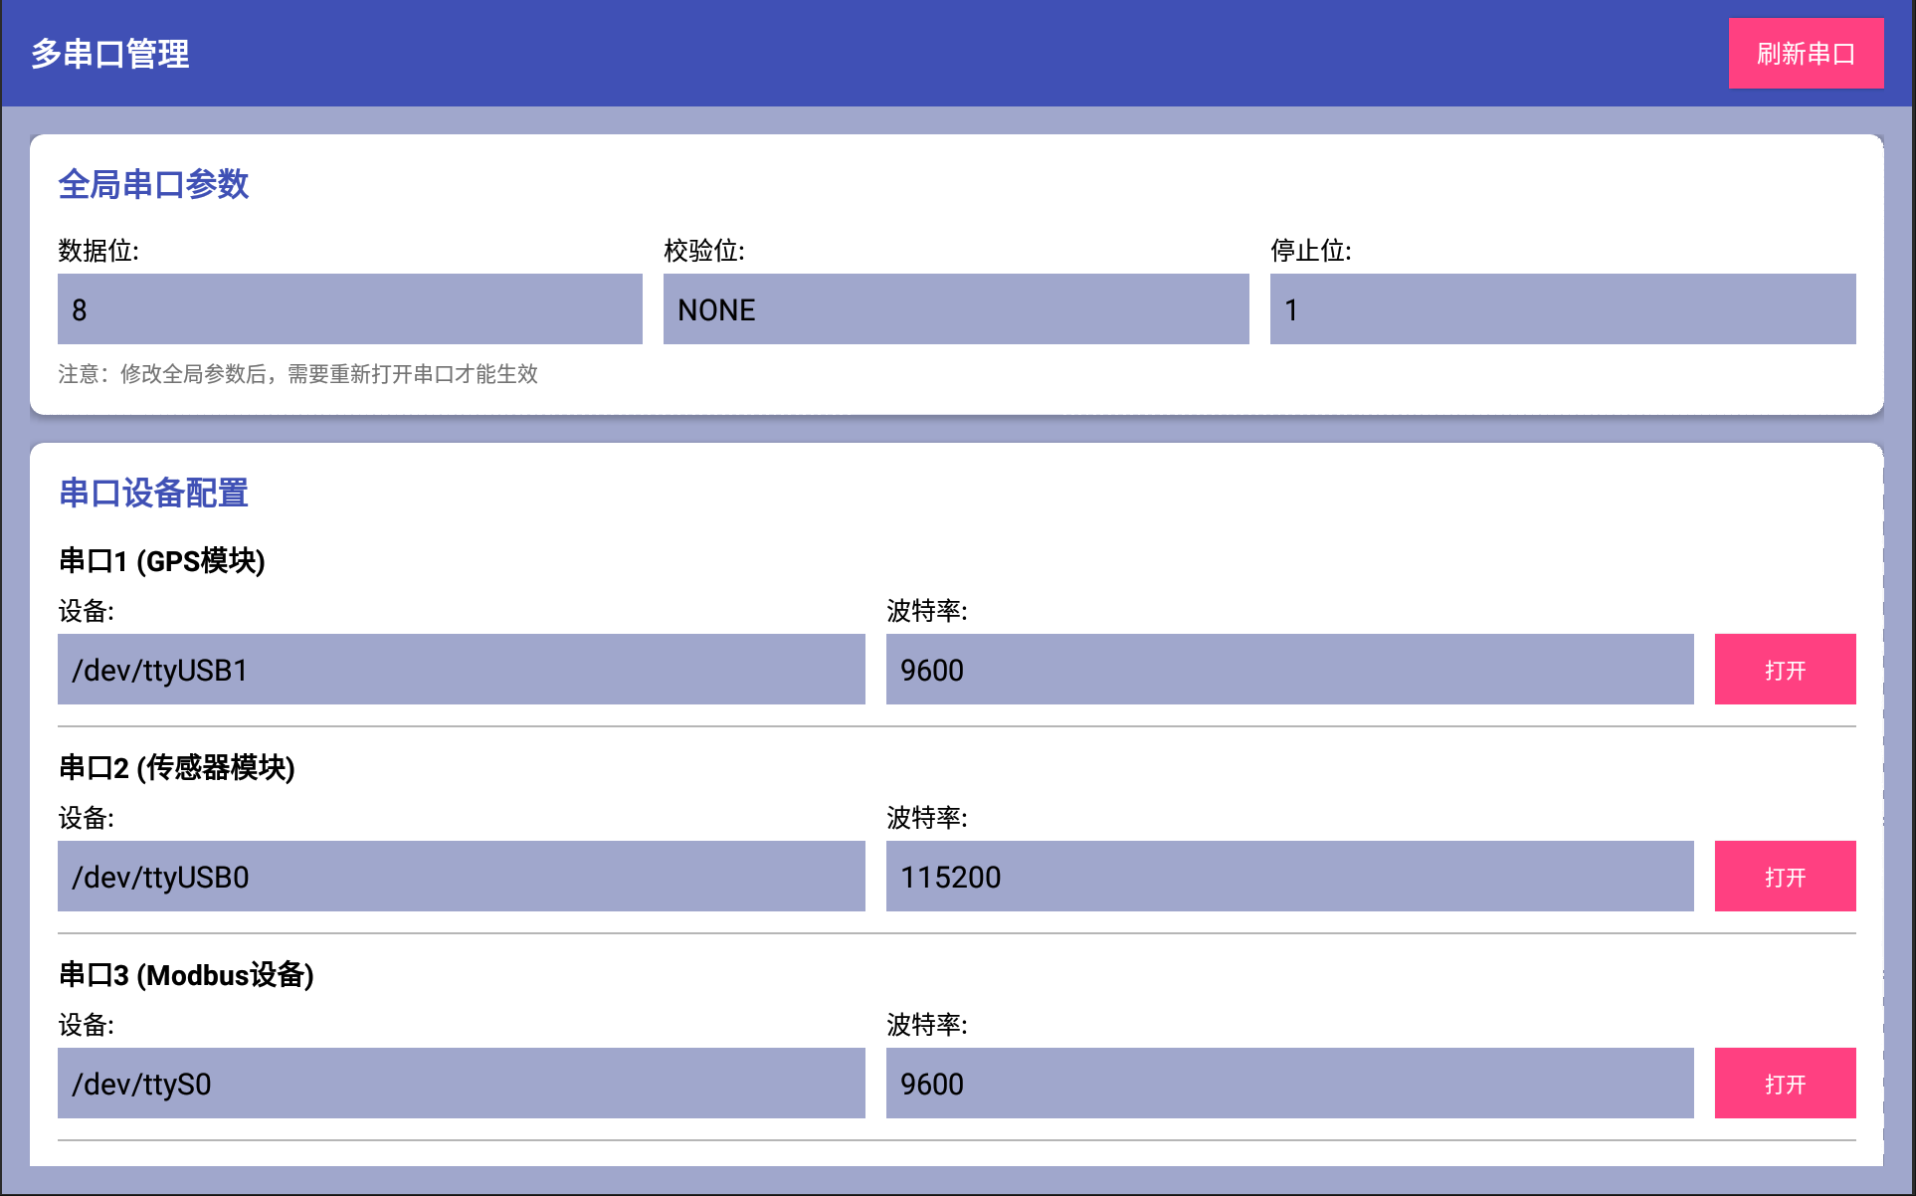 多串口管理
刷新串口
全局串口参数
数据位: 校验位: 停止位:
8 NONE 1
注意：修改全局参数后，需要重新打开串口才能生效
串口设备配置
串口1 (GPS模块)
设备: 波特率:
/dev/ttyUSB1 9600 打开
串口2 (传感器模块)
设备: 波特率:
/dev/ttyUSB0 115200 打开
串口3 (Modbus设备)
设备: 波特率:
/dev/ttyS0 9600 打开